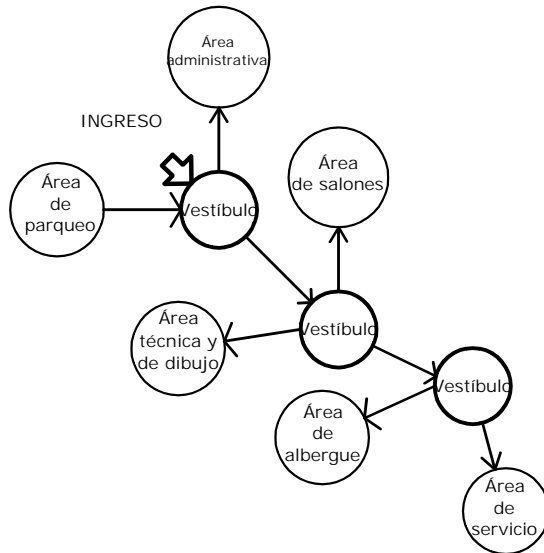 Área
administrativa
INGRESO
Área
de
parqueo
Vestíbulo
Área
de salones
Área
técnica y
de dibujo
Vestíbulo
Vestíbulo
Área
de
albergue
Área
de
servicio